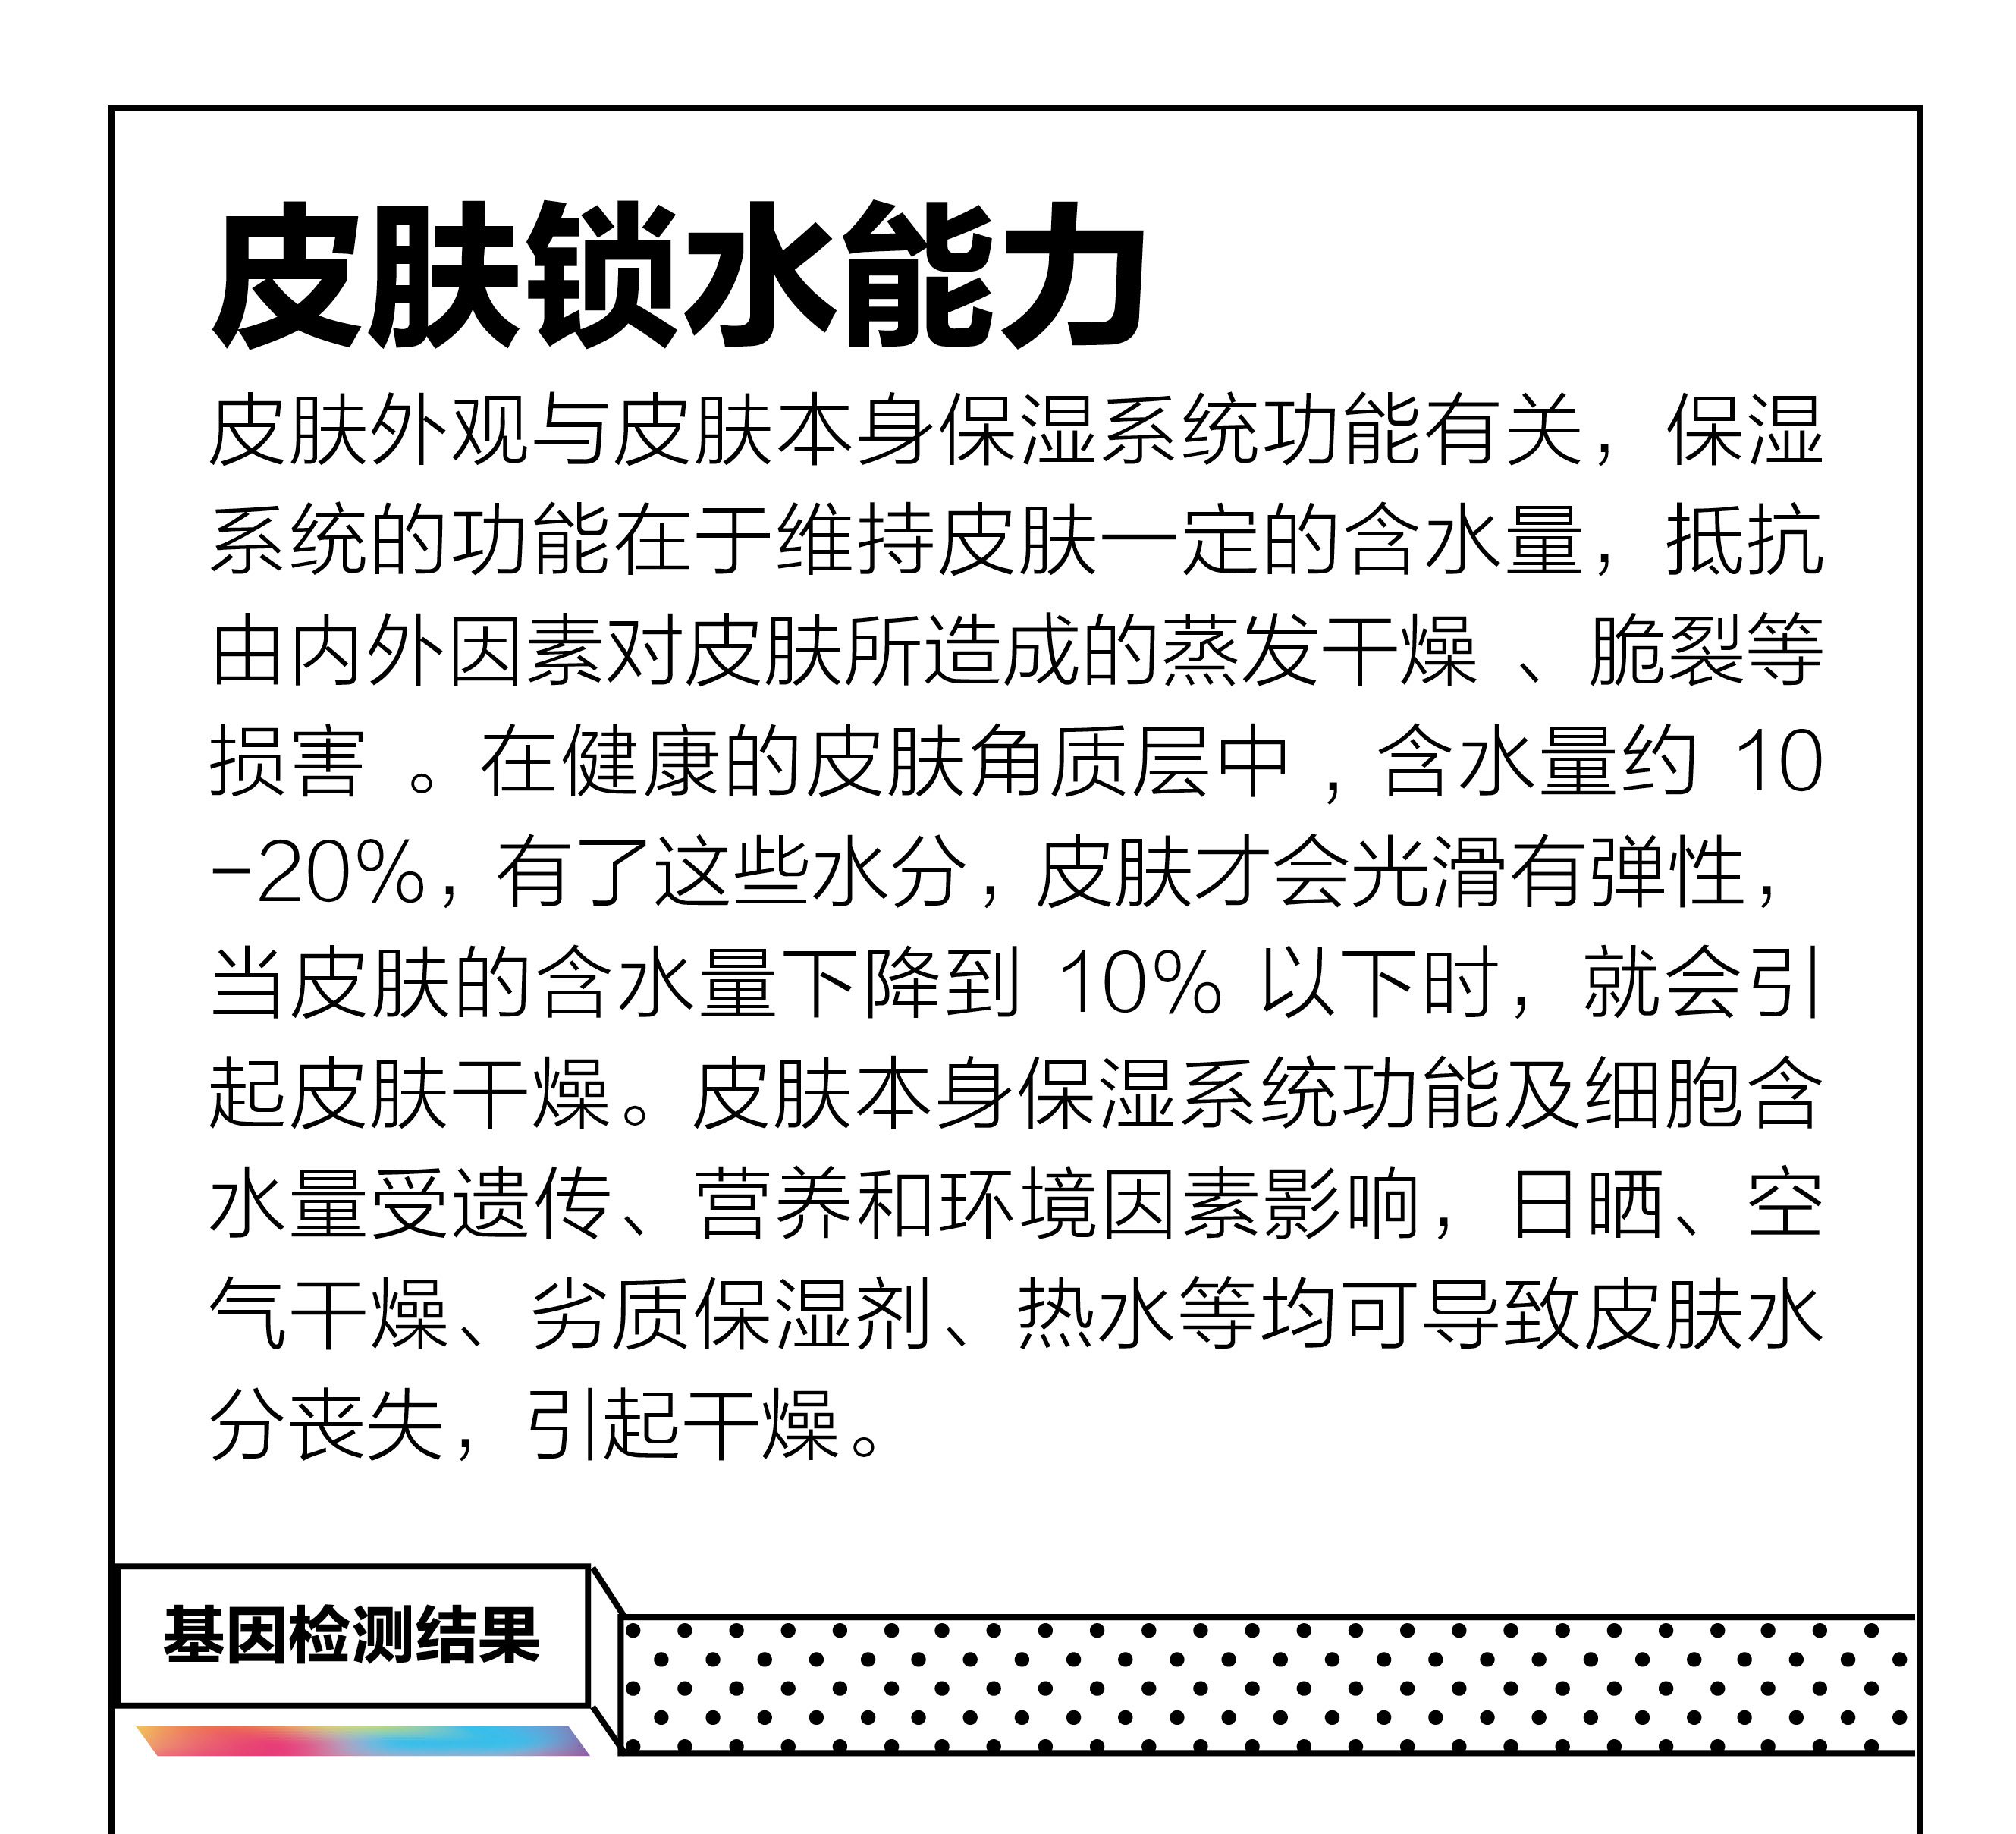 皮肤锁水能力
皮肤外观与皮肤本身保湿系统功能有关，保湿
系统的功能在于维持皮肤一定的含水量，抵抗
由内外因素对皮肤所造成的蒸发干燥 、脆裂等
损害 。在健康的皮肤角质层中 , 含水量约 10
-20%，有了这些水分，皮肤才会光滑有弹性，
当皮肤的含水量下降到 10% 以下时，就会引
起皮肤干燥。皮肤本身保湿系统功能及细胞含
水量受遗传、营养和环境因素影响，日晒、空
气干燥、劣质保湿剂、热水等均可导致皮肤水
分丧失，引起干燥。
基因检测结果